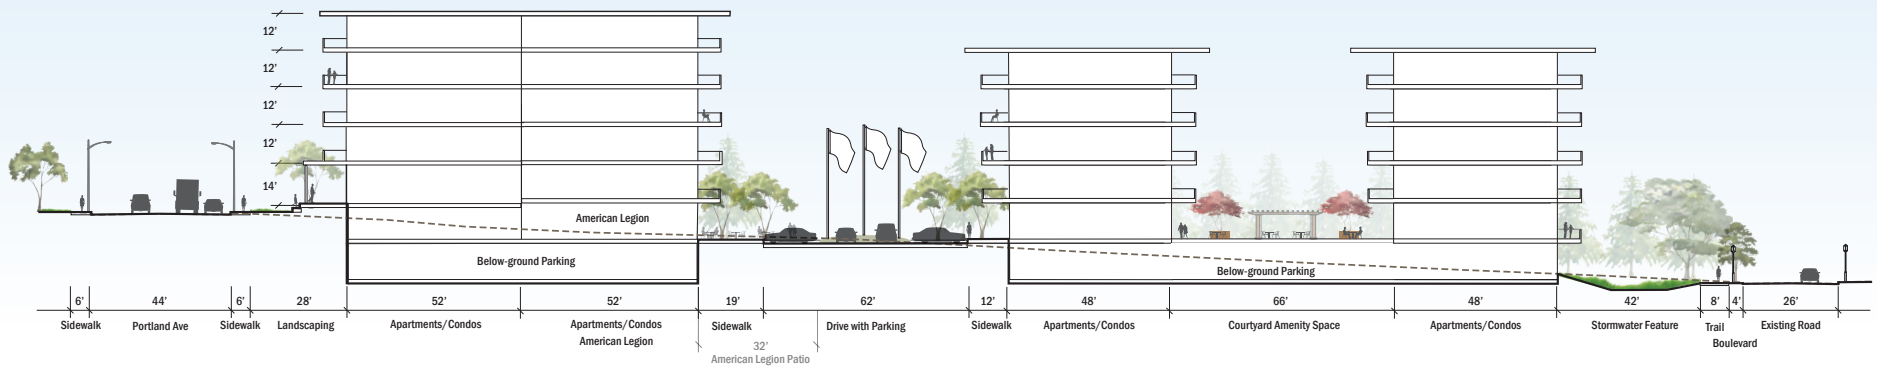 12'
12'
12'
12'
14'
American Legion
Below-ground Parking
Below-ground Parking
6' 44' 6' 28' 52' 52' 19' 62' 12' 48' 66' 48' 42' 8' 4' 26'
Sidewalk Portland Ave Sidewalk Landscaping Apartments/Condos Apartments/Condos Sidewalk Drive with Parking Sidewalk Apartments/Condos Courtyard Amenity Space Apartments/Condos Stormwater Feature Trail Existing Road
American Legion Boulevard
32'
American Legion Patio